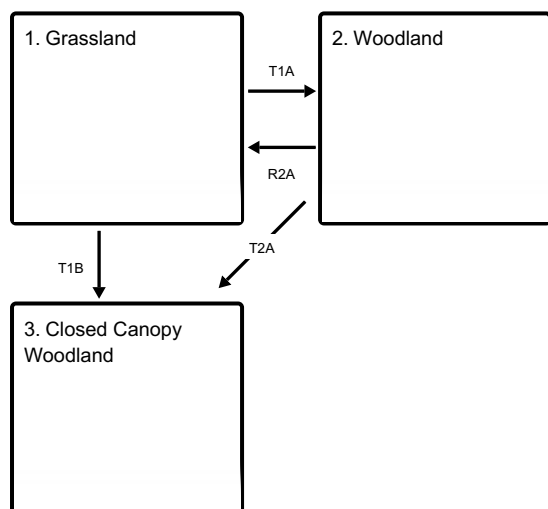 1. Grassland
2. Woodland
T1A
R2A
T1B
T2A
3. Closed Canopy
Woodland